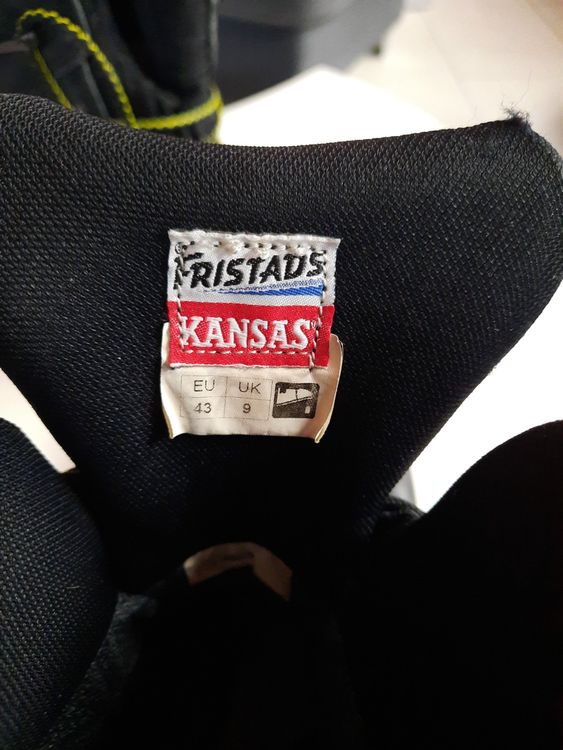 FRISTADS
KANSAS
EU UK
43 9